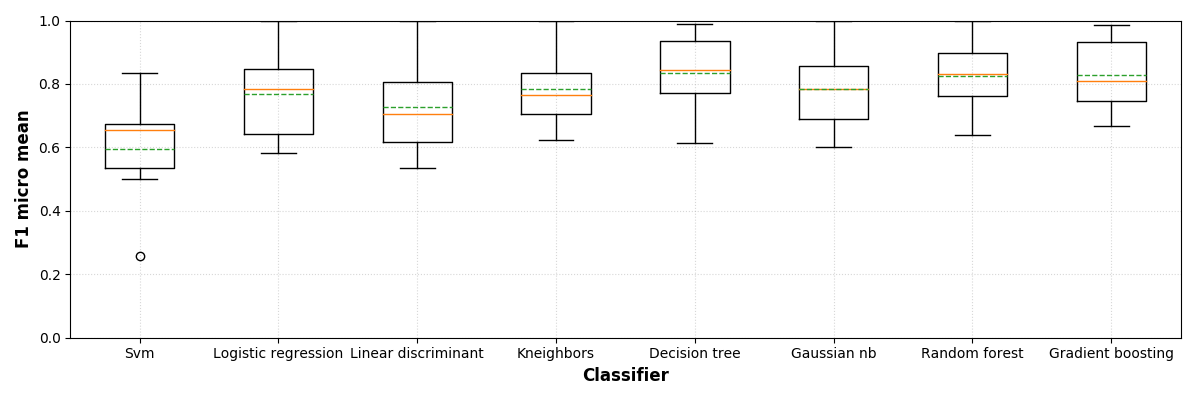 F1 micro mean
1.0
0.8
0.6
0.4
0.2
0.0
Svm Logistic regression Linear discriminant Kneighbors Decision tree Gaussian nb Random forest Gradient boosting
Classifier